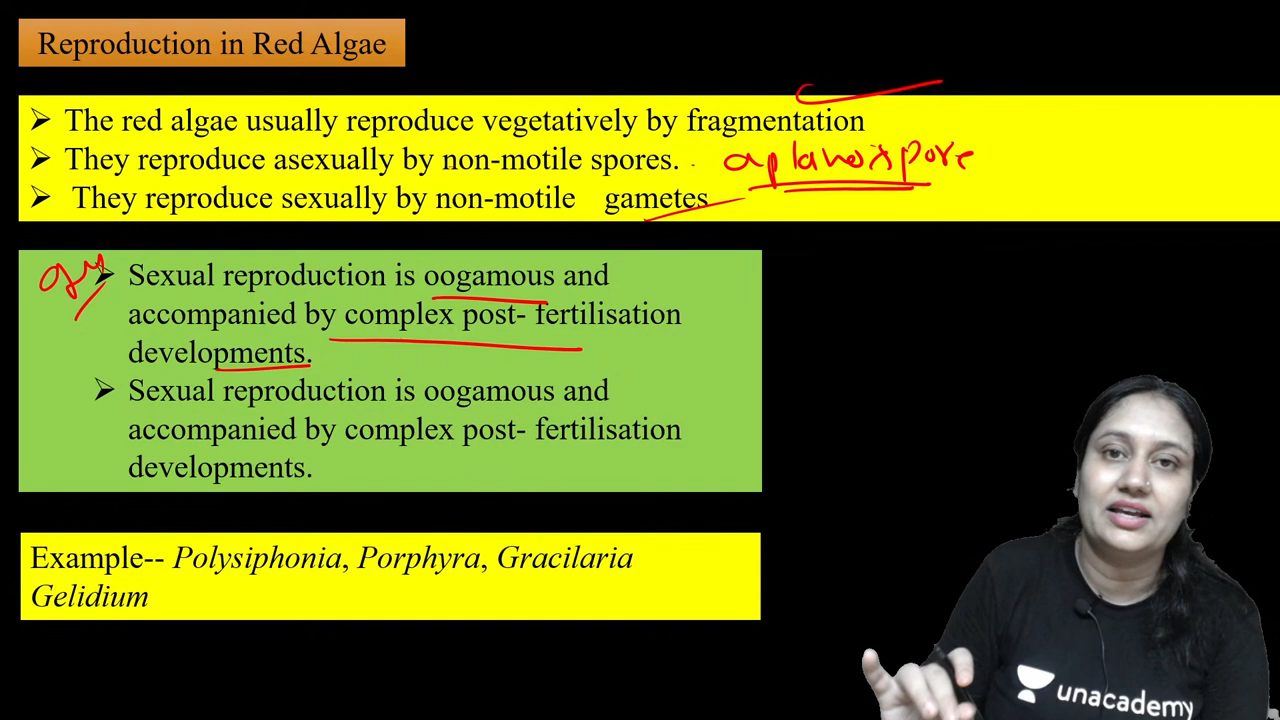 Reproduction in Red Algae
➢ The red algae usually reproduce vegetatively by fragmentation
➢ They reproduce asexually by non-motile spores. aplanospore
➢ They reproduce sexually by non-motile gametes
➢ Sexual reproduction is oogamous and
accompanied by complex post- fertilisation
developments.
➢ Sexual reproduction is oogamous and
accompanied by complex post- fertilisation
developments.
Example-- Polysiphonia, Porphyra, Gracilaria
Gelidium
unacademy